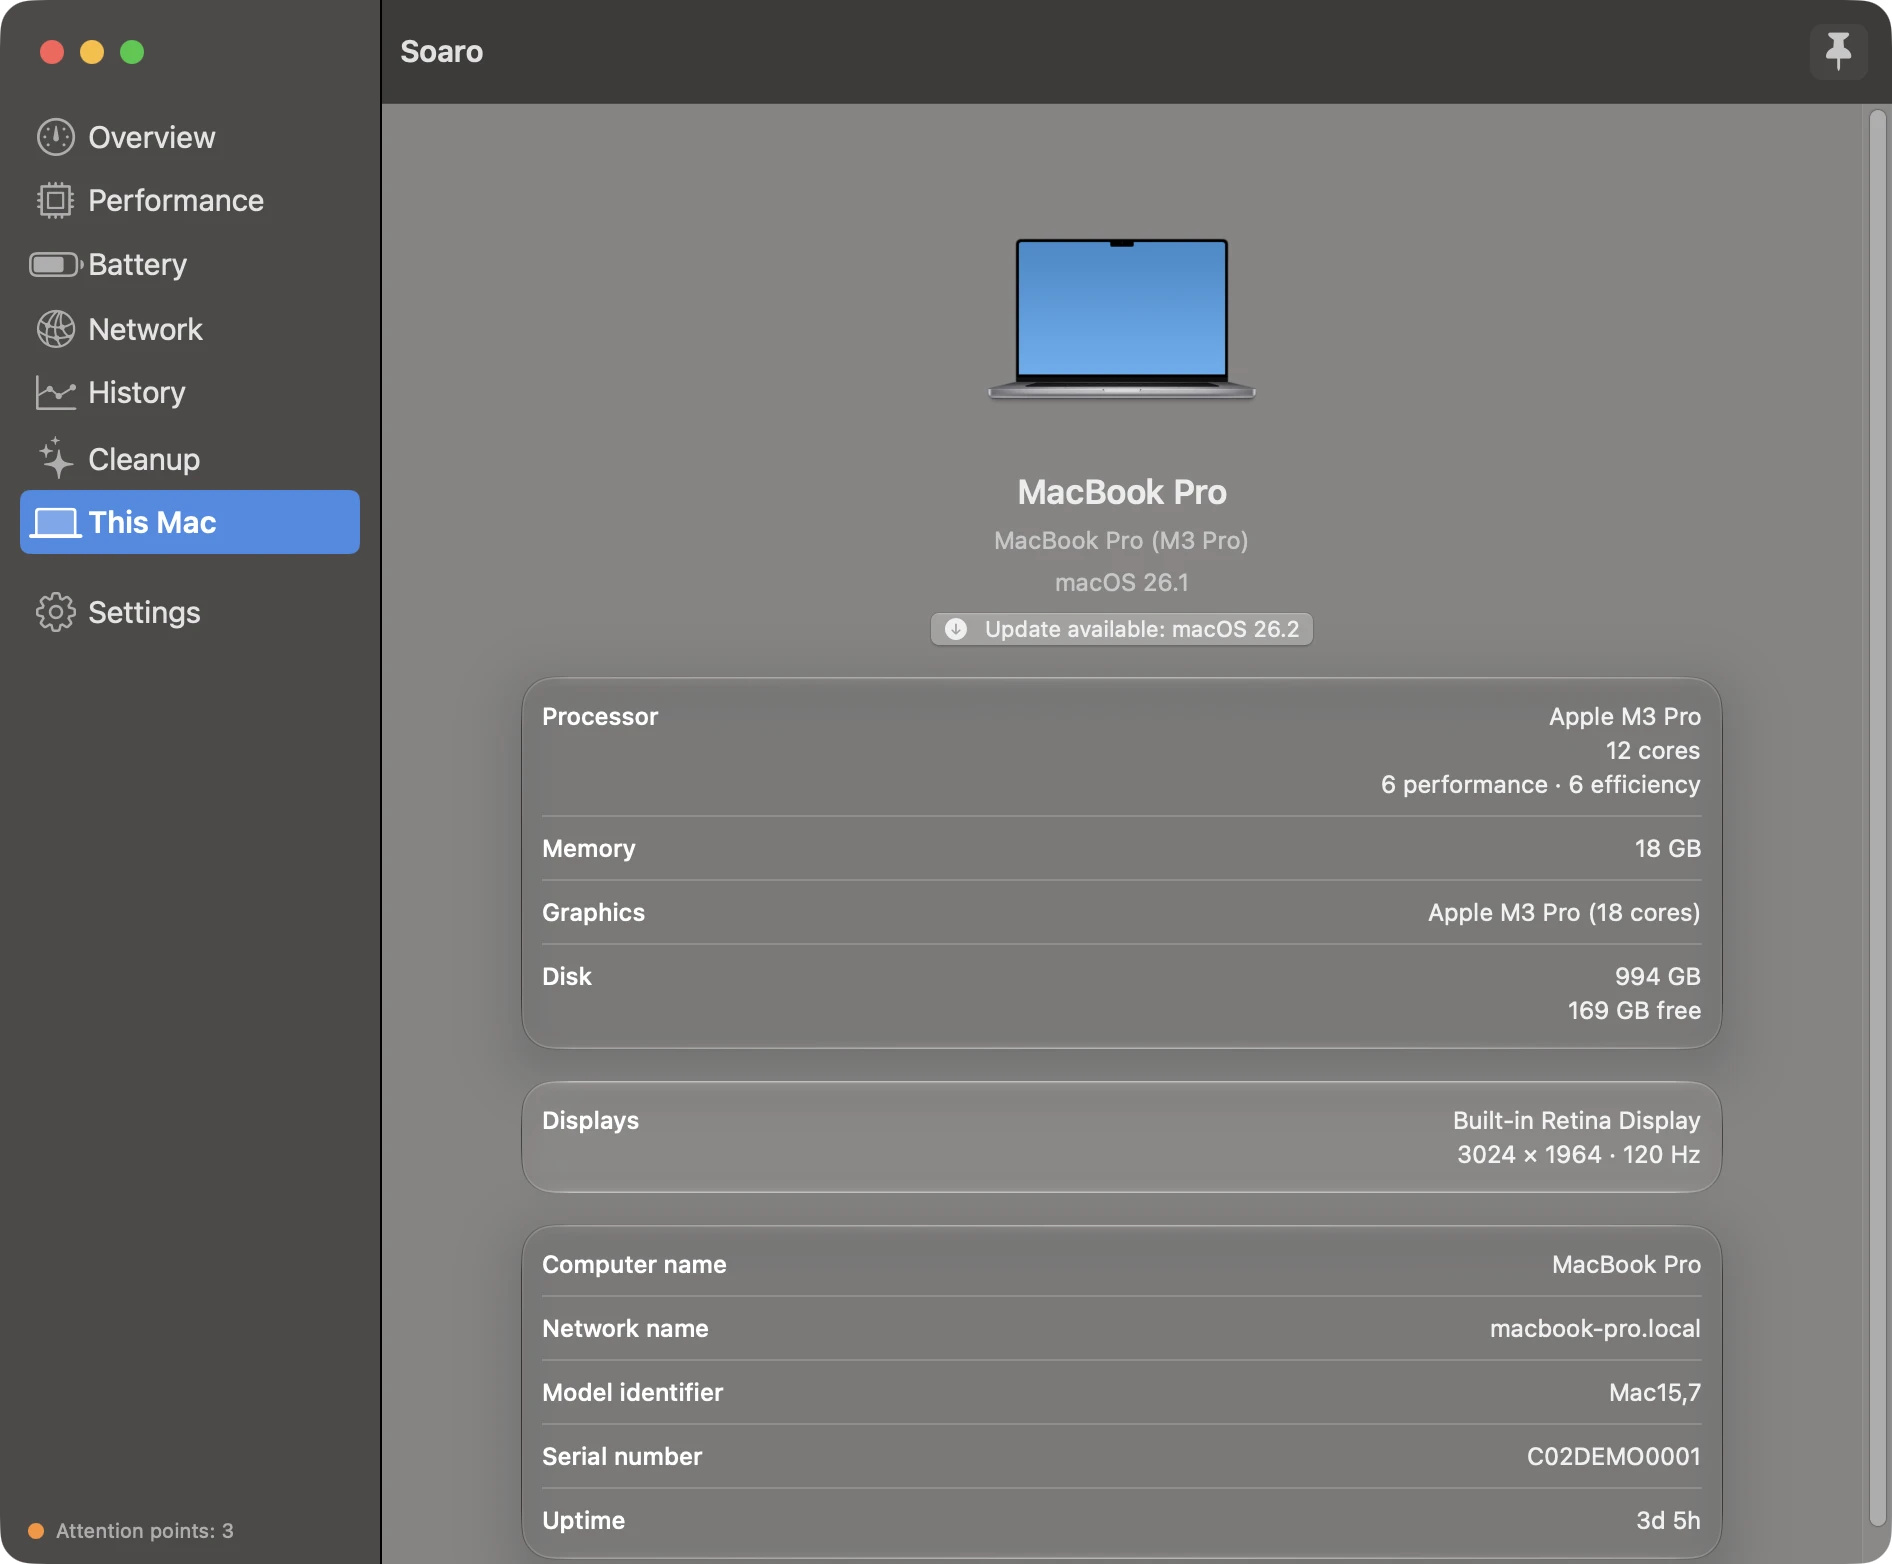 Soaro
Overview
Performance
Battery
Network
History
Cleanup
This Mac
Settings
Attention points: 3
MacBook Pro
MacBook Pro (M3 Pro)
macOS 26.1
Update available: macOS 26.2
Processor
Apple M3 Pro
12 cores
6 performance · 6 efficiency
Memory
18 GB
Graphics
Apple M3 Pro (18 cores)
Disk
994 GB
169 GB free
Displays
Built-in Retina Display
3024 × 1964 · 120 Hz
Computer name
MacBook Pro
Network name
macbook-pro.local
Model identifier
Mac15,7
Serial number
C02DEMO0001
Uptime
3d 5h